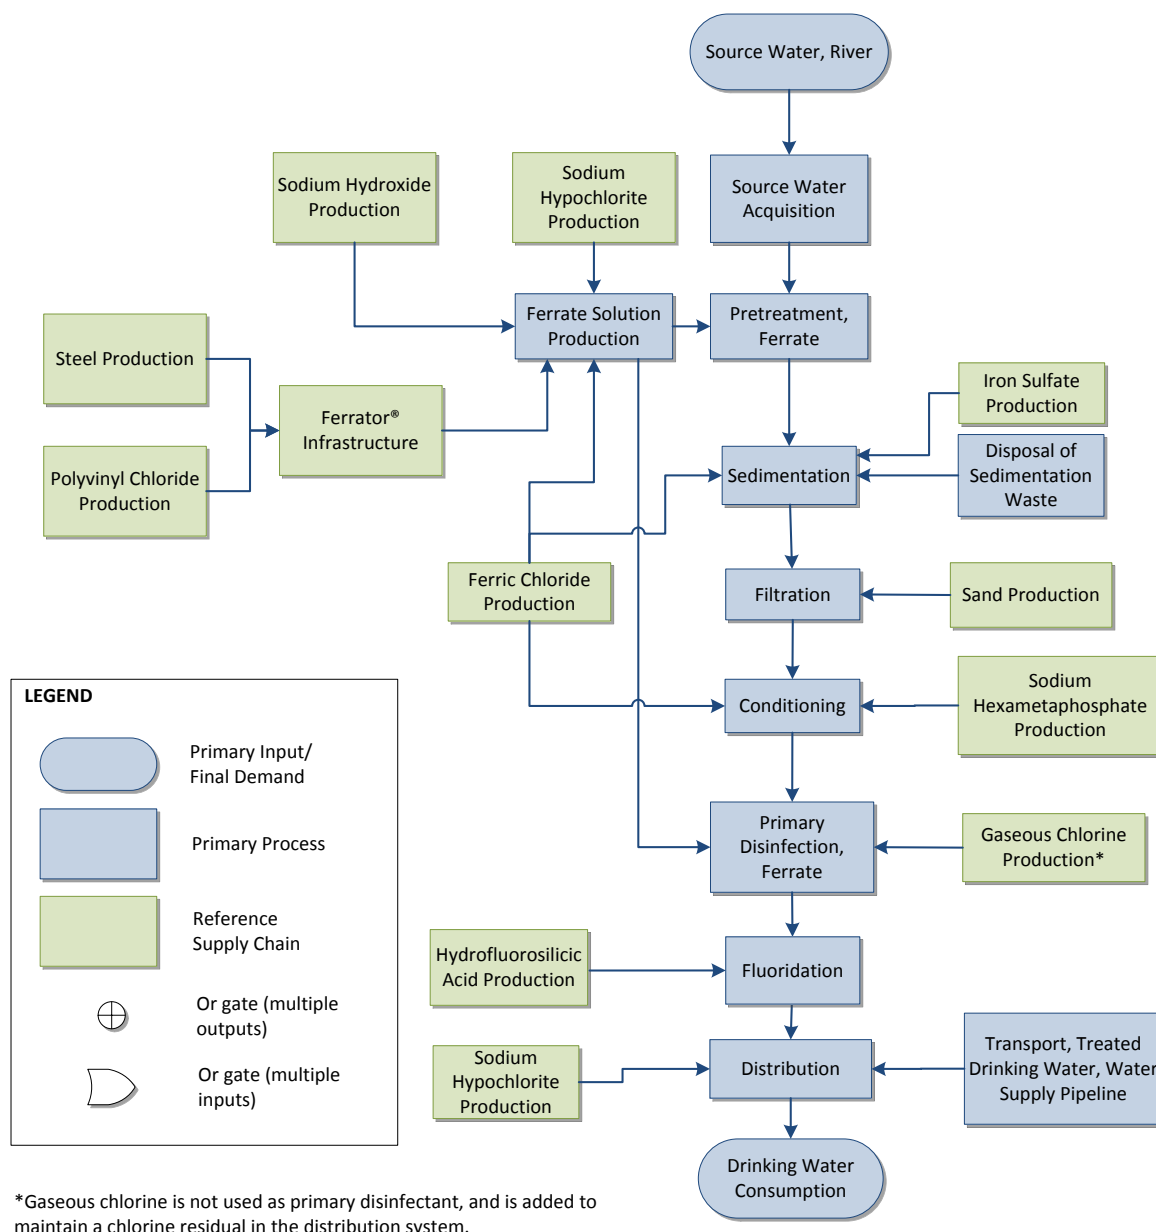 Source Water, River
Sodium Hydroxide
Production
Sodium
Hypochlorite
Production
Source Water
Acquisition
Ferrate Solution
Production
Pretreatment,
Ferrate
Steel Production
Ferrator®
Infrastructure
Polyvinyl Chloride
Production
Iron Sulfate
Production
Sedimentation
Disposal of
Sedimentation
Waste
Ferric Chloride
Production
Filtration
Sand Production
Conditioning
Sodium
Hexametaphosphate
Production
Primary
Disinfection,
Ferrate
Gaseous Chlorine
Production*
Hydrofluorosilicic
Acid Production
Fluoridation
Sodium
Hypochlorite
Production
Distribution
Transport, Treated
Drinking Water, Water
Supply Pipeline
Drinking Water
Consumption
LEGEND
Primary Input/
Final Demand
Primary Process
Reference
Supply Chain
Or gate (multiple
outputs)
Or gate (multiple
inputs)
*Gaseous chlorine is not used as primary disinfectant, and is added to
maintain a chlorine residual in the distribution system.